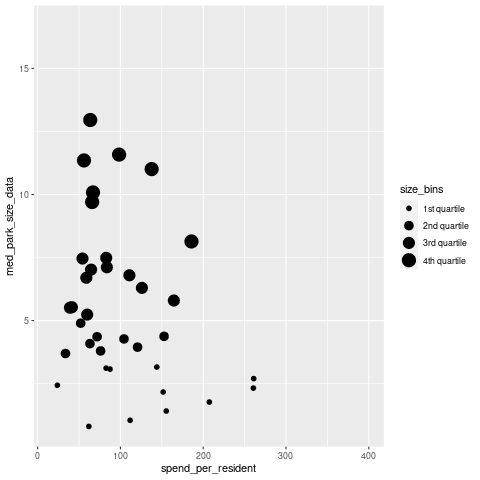 15
10
5
med_park_size_data
0 100 200 300 400
spend_per_resident
size_bins
1st quartile
2nd quartile
3rd quartile
4th quartile